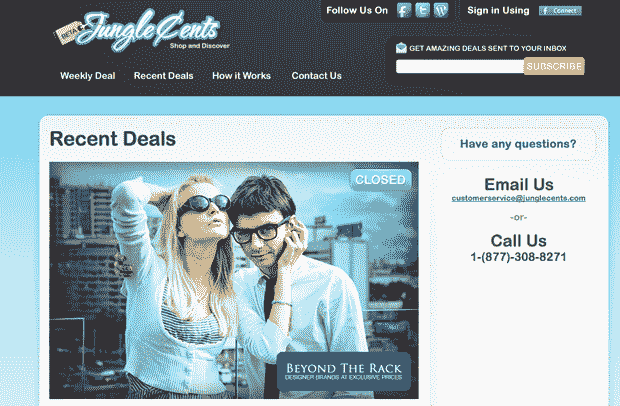 Follow Us On
Sign in Using
Connect
BETA
Jungle¢ents
Shop and Discover
GET AMAZING DEALS SENT TO YOUR INBOX
SUBSCRIBE
Weekly Deal Recent Deals How it Works Contact Us
Recent Deals
Have any questions?
CLOSED
Email Us
customerservice@junglecents.com
-or-
Call Us
1-(877)-308-8271
BEYOND THE RACK
DESIGNER BRANDS AT EXCLUSIVE PRICES